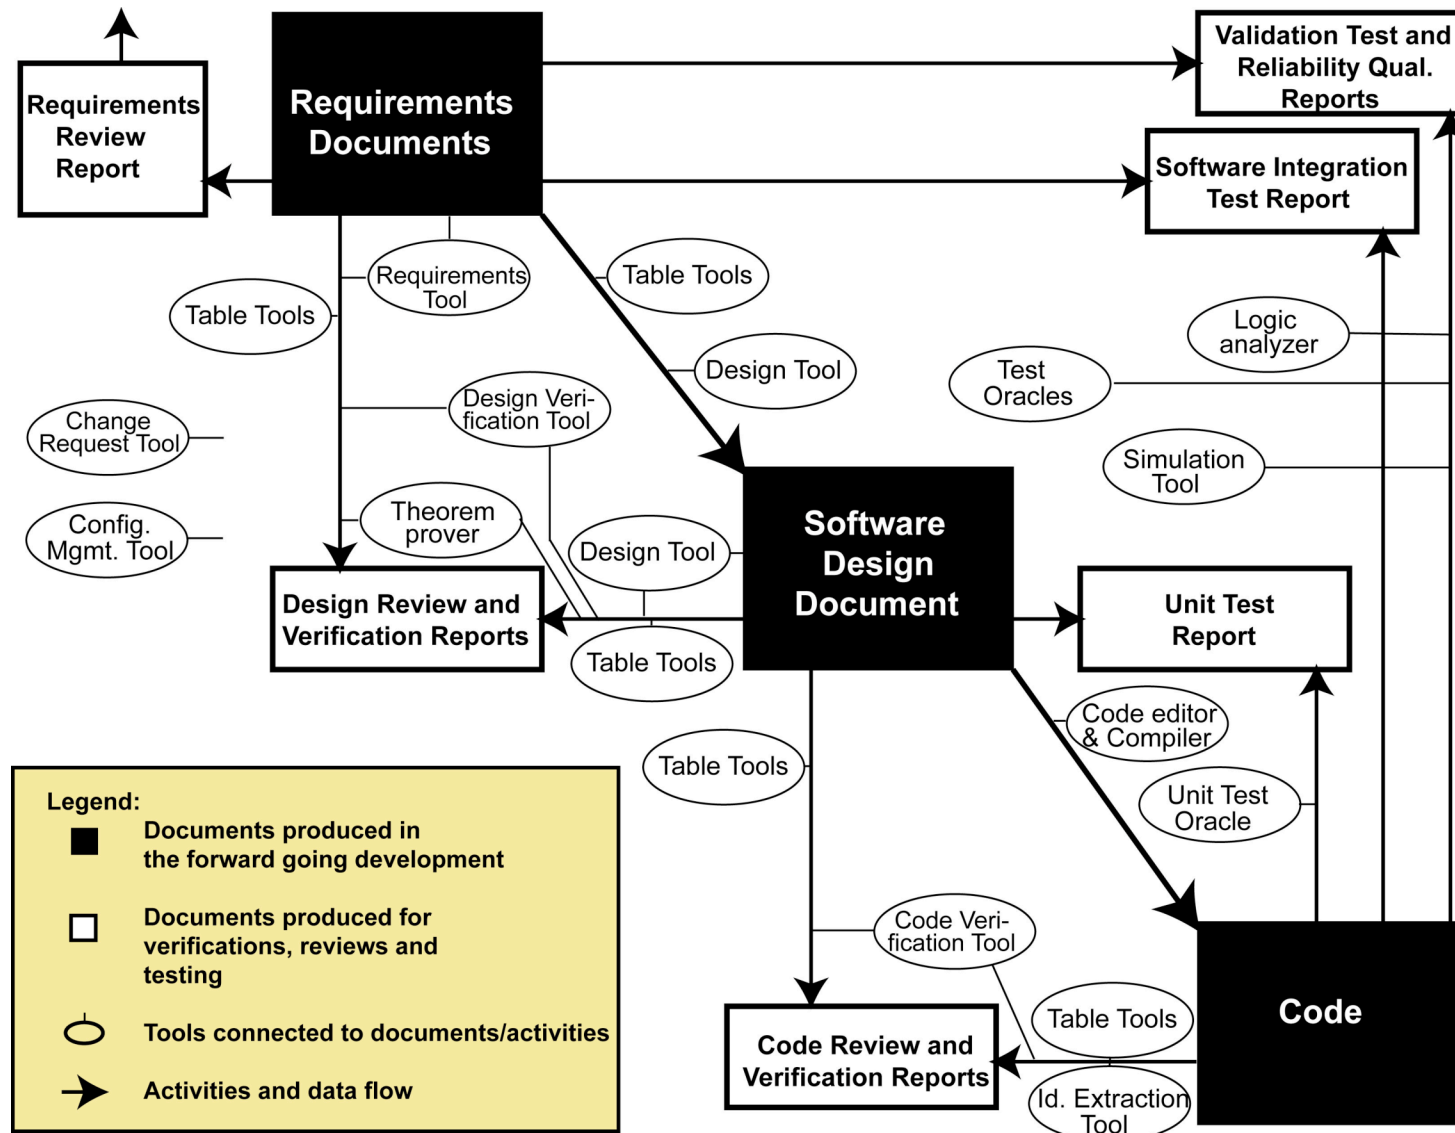 Requirements
Review
Report
Requirements
Documents
Validation Test and
Reliability Qual.
Reports
Software Integration
Test Report
Requirements
Tool
Table Tools
Table Tools
Design Tool
Logic
analyzer
Test
Oracles
Design Veri-
fication Tool
Change
Request Tool
Simulation
Tool
Config.
Mgmt. Tool
Theorem
prover
Design Tool
Software
Design
Document
Design Review and
Verification Reports
Table Tools
Unit Test
Report
Code editor
& Compiler
Table Tools
Unit Test
Oracle
Legend:
Documents produced in
the forward going development
Documents produced for
verifications, reviews and
testing
Tools connected to documents/activities
Activities and data flow
Code Veri-
fication Tool
Table Tools
Code
Code Review and
Verification Reports
Id. Extraction
Tool